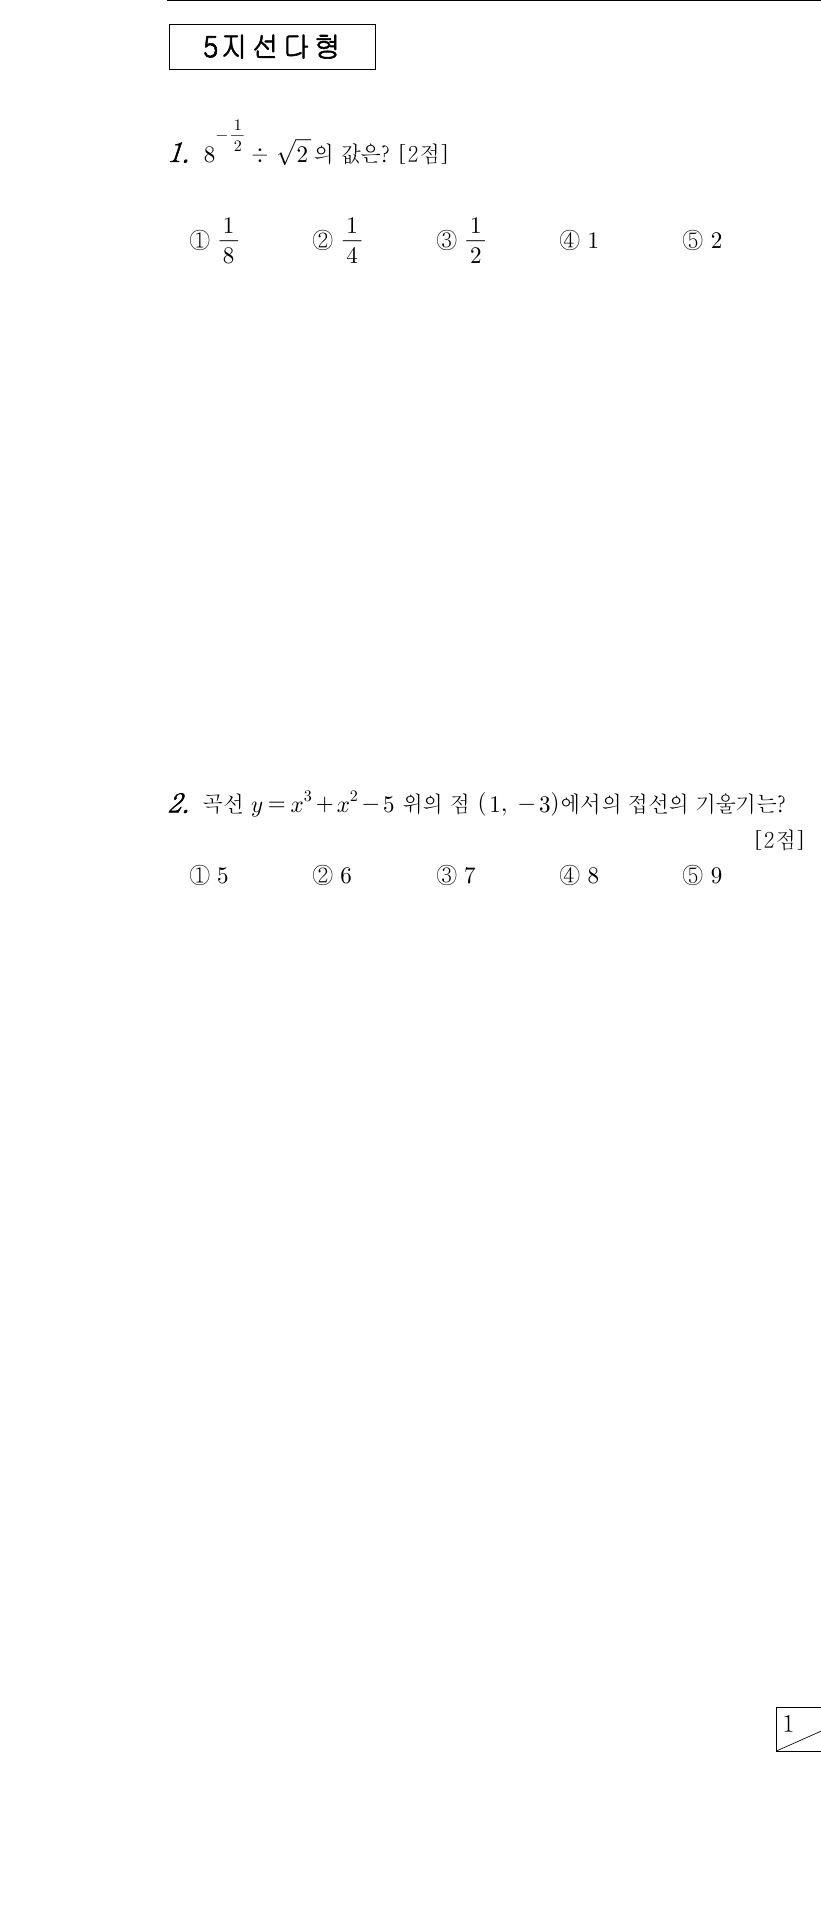 5지선다형
1. $8^{-\frac{1}{2}} \div \sqrt{2}$의 값은? [2점]
① $\frac{1}{8}$ ② $\frac{1}{4}$ ③ $\frac{1}{2}$ ④ 1 ⑤ 2
2. 곡선 $y = x^3 + x^2 - 5$ 위의 점 $(1, -3)$에서의 접선의 기울기는?
[2점]
① 5 ② 6 ③ 7 ④ 8 ⑤ 9
1